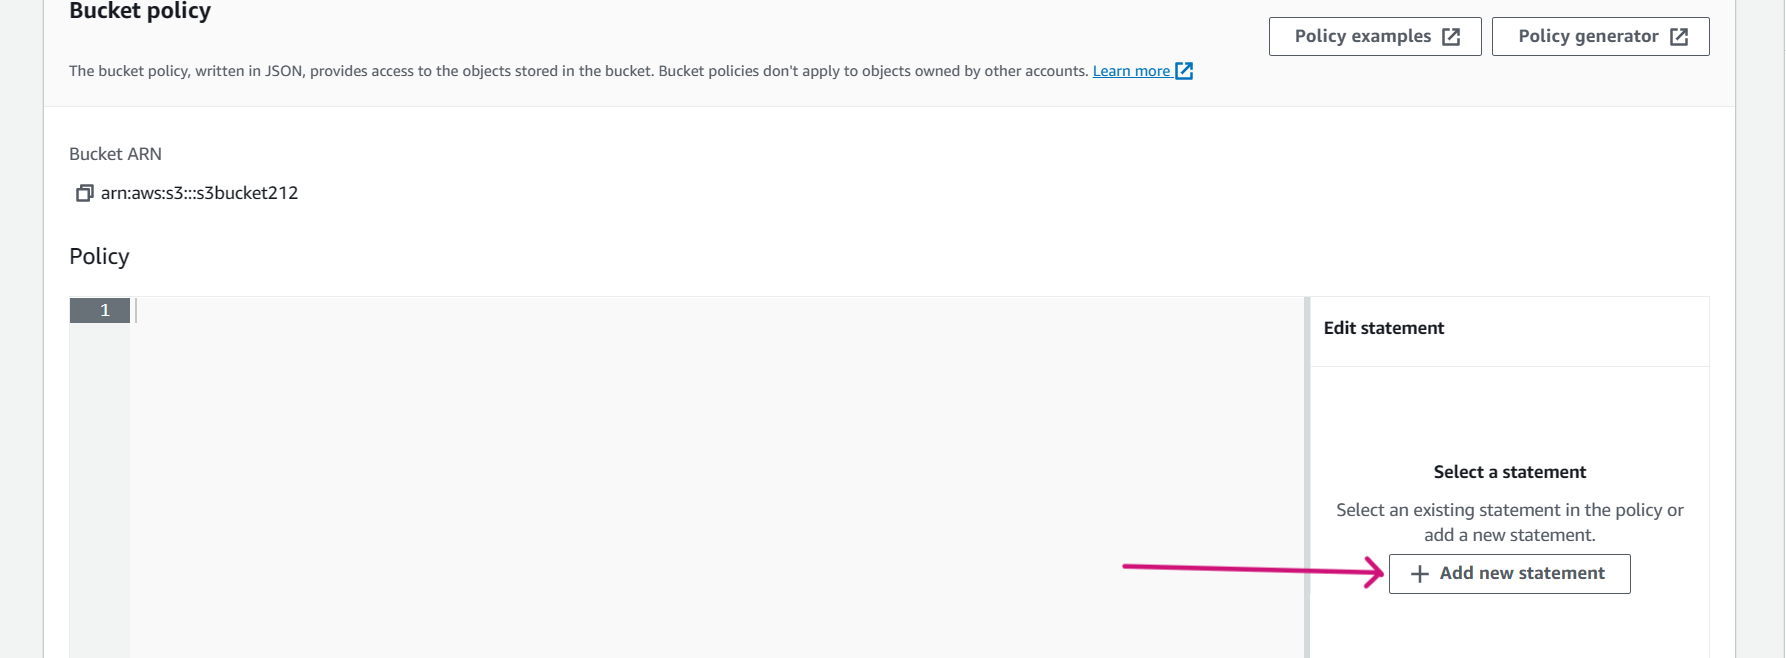 Bucket policy
Policy examples
Policy generator
The bucket policy, written in JSON, provides access to the objects stored in the bucket. Bucket policies don't apply to objects owned by other accounts. Learn more
Bucket ARN
arn:aws:s3:::s3bucket212
Policy
1
Edit statement
Select a statement
Select an existing statement in the policy or
add a new statement.
+ Add new statement